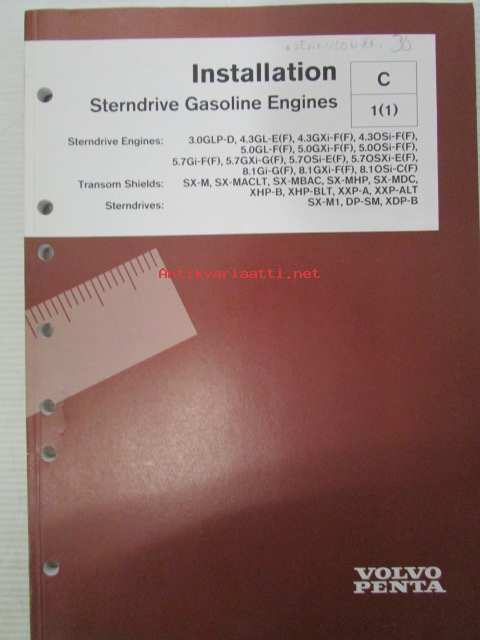 30
Installation
C
Sterndrive Gasoline Engines
1(1)
Sterndrive Engines: 3.0GLP-D, 4.3GL-E(F), 4.3GXi-F(F), 4.3OSi-F(F),
5.0GL-F(F), 5.0GXi-F(F), 5.0OSi-F(F),
5.7Gi-F(F), 5.7GXi-G(F), 5.7OSi-E(F), 5.7OSXi-E(F),
8.1Gi-G(F), 8.1GXi-F(F), 8.1OSi-C(F)
Transom Shields: SX-M, SX-MACLT, SX-MBAC, SX-MHP, SX-MDC,
XHP-B, XHP-BLT, XXP-A, XXP-ALT
Sterndrives: SX-M1, DP-SM, XDP-B
Antikvariaatti.net
VOLVO
PENTA